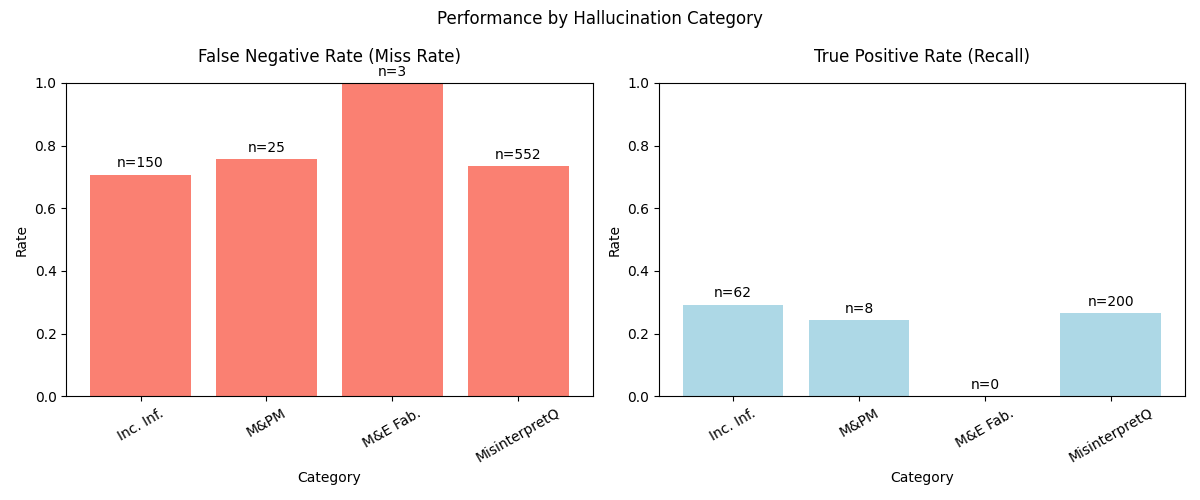 Performance by Hallucination Category
False Negative Rate (Miss Rate)
n=3
n=150
n=25
n=552
1.0
0.8
0.6
0.4
0.2
0.0
Rate
Inc. Inf.
M&PM
M&E Fab.
MisinterpretQ
Category
True Positive Rate (Recall)
n=62
n=8
n=0
n=200
1.0
0.8
0.6
0.4
0.2
0.0
Rate
Inc. Inf.
M&PM
M&E Fab.
MisinterpretQ
Category